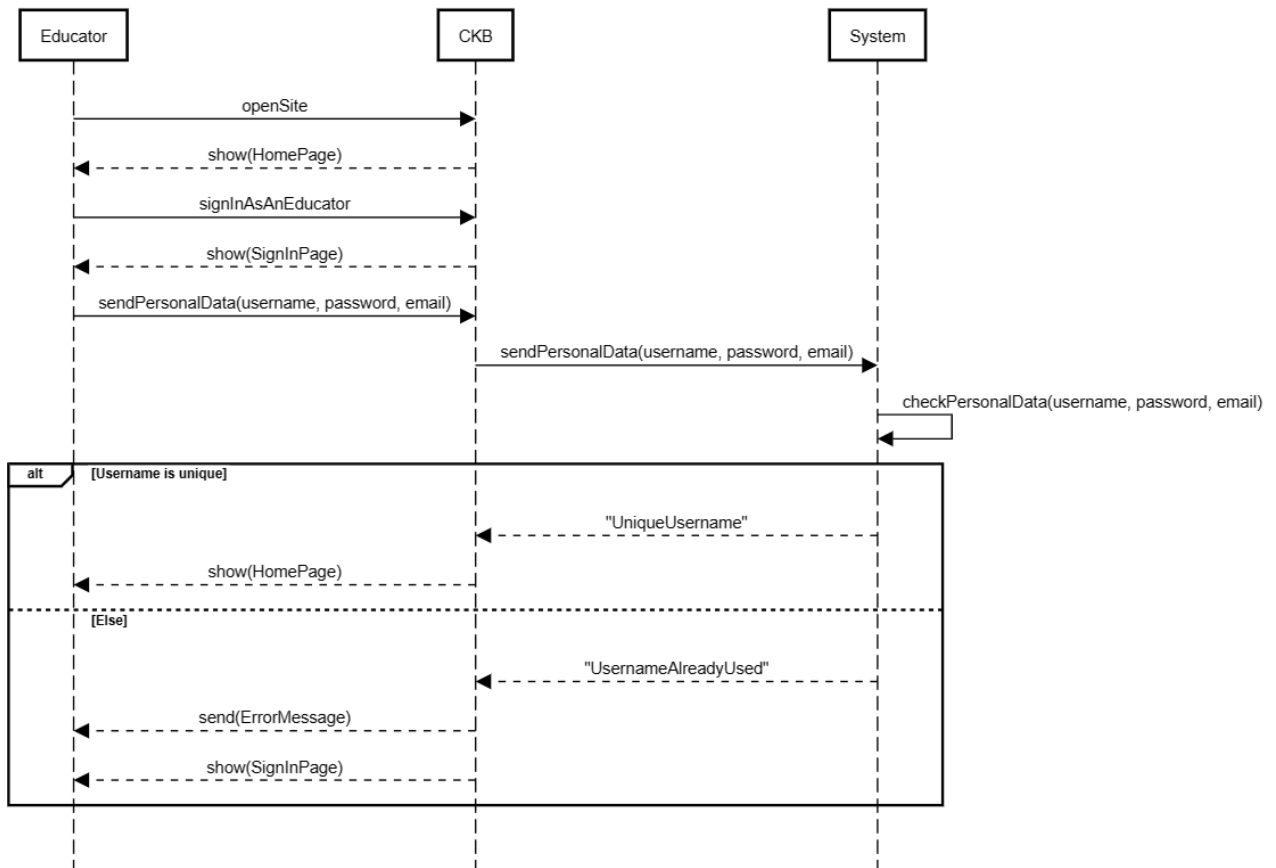 Educator
CKB
System
openSite
show(HomePage)
signInAsAnEducator
show(SignInPage)
sendPersonalData(username, password, email)
sendPersonalData(username, password, email)
checkPersonalData(username, password, email)
alt
[Username is unique]
"UniqueUsername"
show(HomePage)
[Else]
"UsernameAlreadyUsed"
send(ErrorMessage)
show(SignInPage)